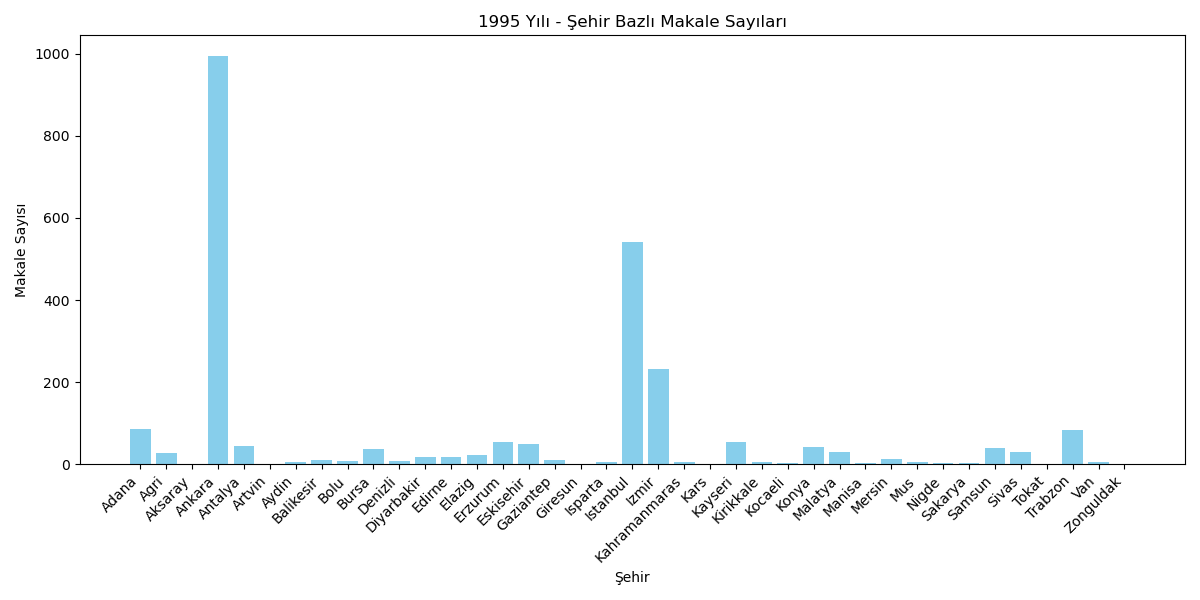 1995 Yılı - Şehir Bazlı Makale Sayıları
Makale Sayısı
1000
800
600
400
200
0
Adana
Agri
Aksaray
Ankara
Antalya
Artvin
Aydin
Balikesir
Bolu
Bursa
Denizli
Diyarbakir
Edirne
Elazig
Erzurum
Eskisehir
Gaziantep
Giresun
Isparta
Istanbul
Izmir
Kahramanmaras
Kars
Kayseri
Kirikkale
Kocaeli
Konya
Malatya
Manisa
Mersin
Mus
Nigde
Sakarya
Samsun
Sivas
Tokat
Trabzon
Van
Zonguldak
Şehir